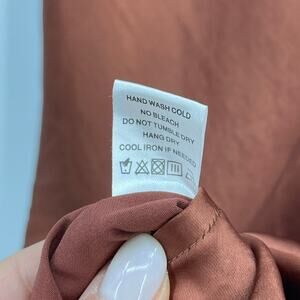 HAND WASH COLD
NO BLEACH
DO NOT TUMBLE DRY
HANG DRY
COOL IRON IF NEEDED